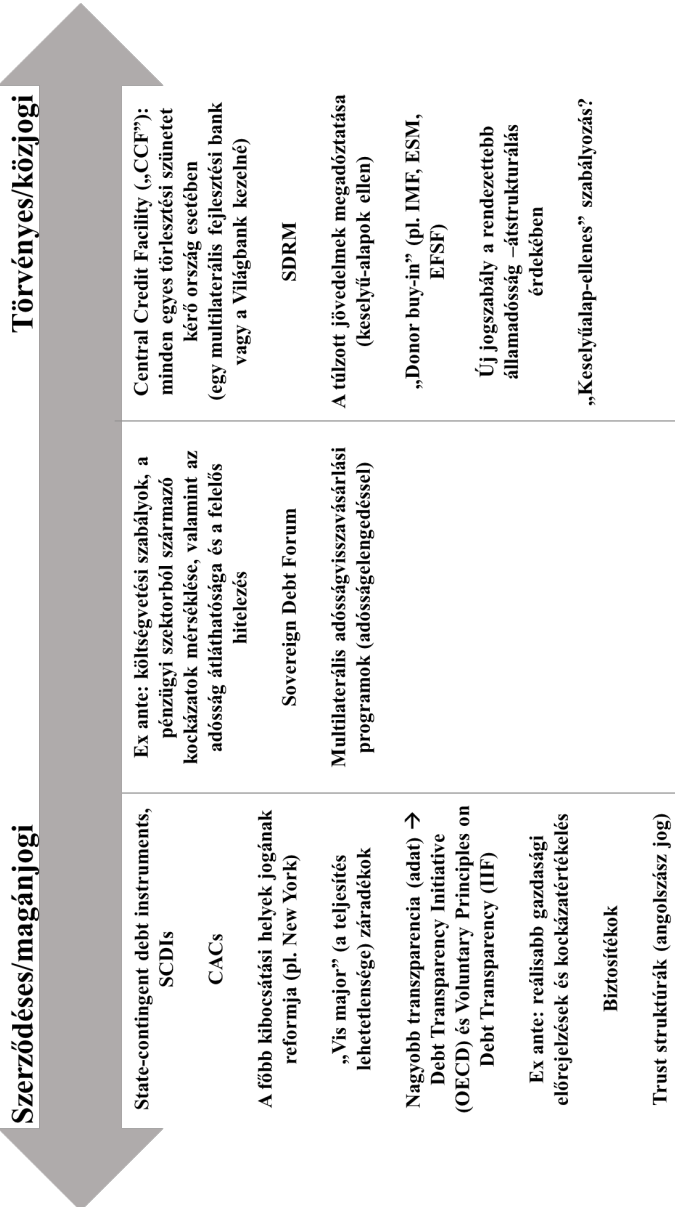 Szerződéses/magánjogi
Törvényes/közjogi
State-contingent debt instruments,
SCDIs
CACs
A főbb kibocsátási helyek jogának
reformja (pl. New York)
„Vis major” (a teljesítés
lehetetlensége) záradékok
Nagyobb transzparencia (adat) →
Debt Transparency Initiative
(OECD) és Voluntary Principles on
Debt Transparency (IIF)
Ex ante: reálisabb gazdasági
előrejelzések és kockázatértékelés
Biztosítékok
Trust struktúrák (angolszász jog)
Ex ante: költségvetési szabályok, a
pénzügyi szektorból származó
kockázatok mérséklése, valamint az
adósság átláthatósága és a felelős
hitelezés
Sovereign Debt Forum
Multilaterális adósságvisszavásárlási
programok (adósságelengedéssel)
Central Credit Facility („CCF”):
minden egyes törlesztési szünetet
kérő ország esetében
(egy multilaterális fejlesztési bank
vagy a Világbank kezelné)
SDRM
A túlzott jövedelmek megadóztatása
(keselyű-alapok ellen)
„Donor buy-in” (pl. IMF, ESM,
EFSF)
Új jogszabály a rendezettebb
államadósság –átstrukturálás
érdekében
„Keselyűalap-ellenes” szabályozás?